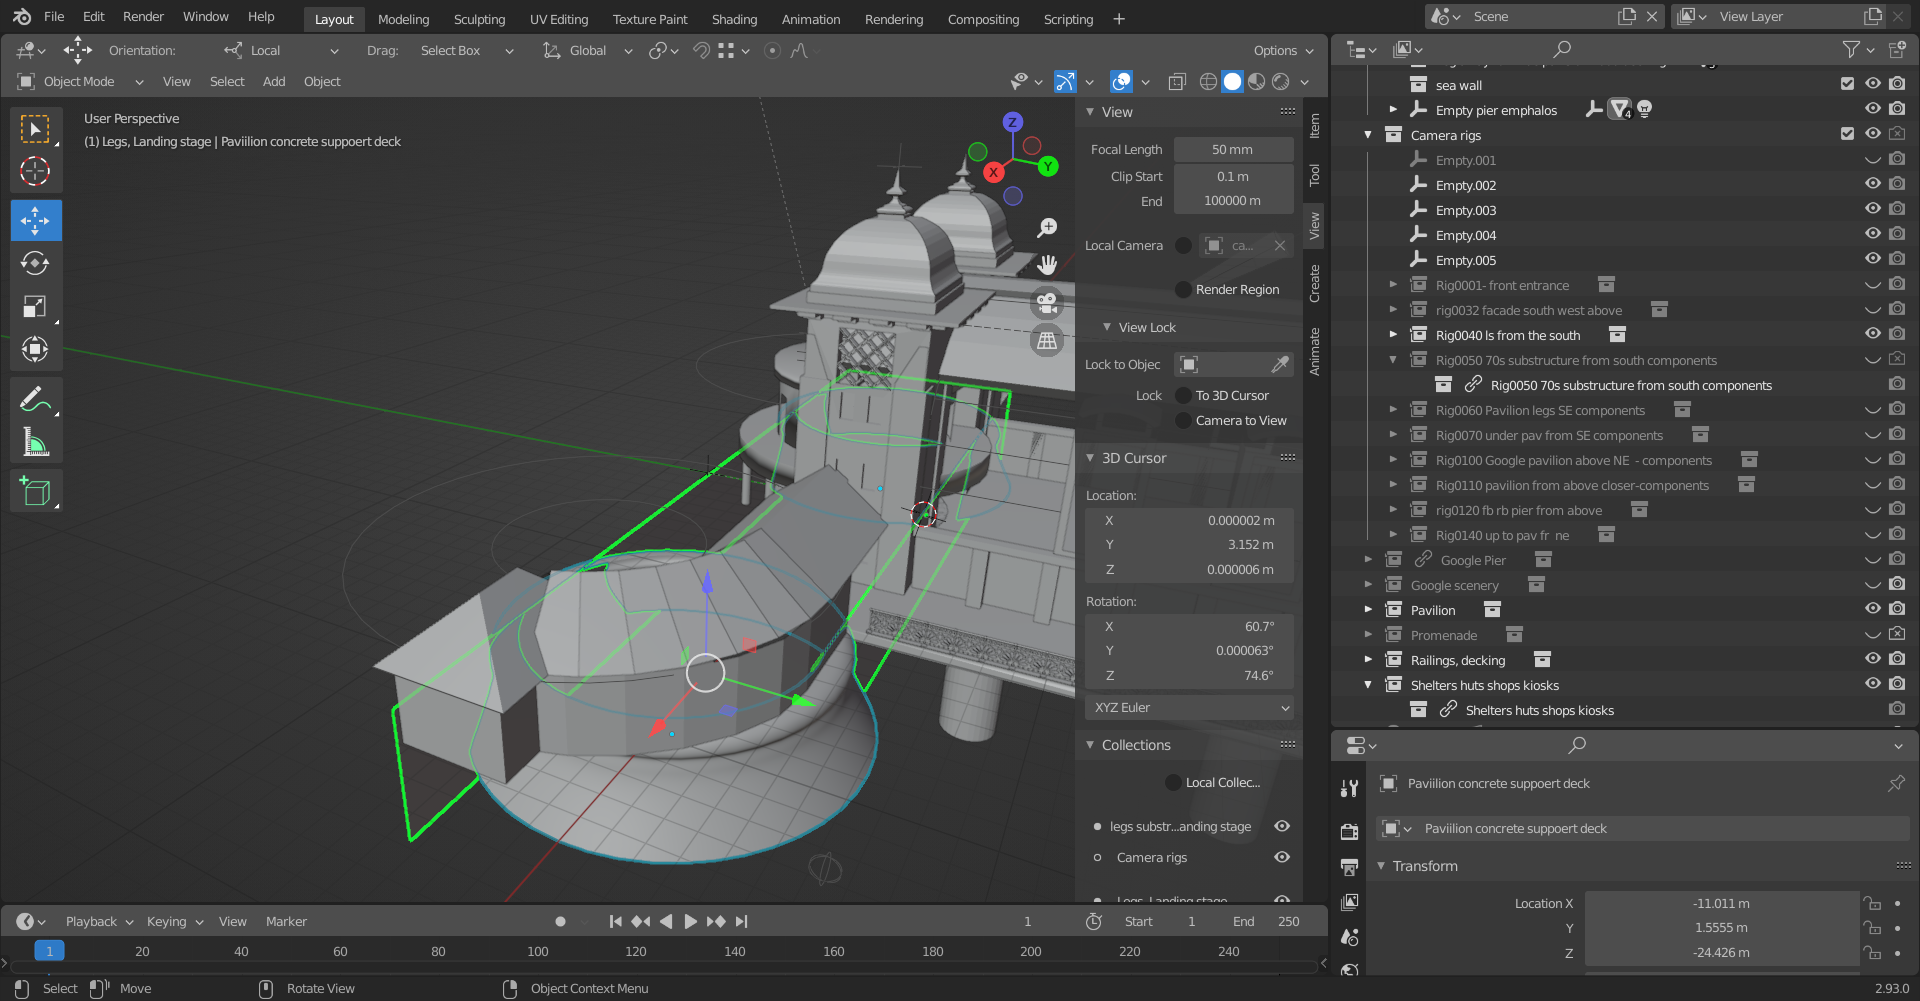 File Edit Render Window Help Layout Modeling Sculpting UV Editing Texture Paint Shading Animation Rendering Compositing Scripting + Scene View Layer
Orientation: Local Drag: Select Box Global Options
Object Mode View Select Add Object
User Perspective
(1) Legs, Landing stage | Paviilion concrete suppoert deck
Z
X
Y
View
Focal Length 50 mm
Clip Start 0.1 m
End 100000 m
Local Camera ca...
Render Region
View Lock
Lock to Objec
Lock To 3D Cursor
Camera to View
3D Cursor
Location:
X 0.000002 m
Y 3.152 m
Z 0.000006 m
Rotation:
X 60.7°
Y 0.000063°
Z 74.6°
XYZ Euler
Collections
Local Collec...
legs substr...anding stage
Camera rigs
Item
Tool
View
Create
Animate
sea wall
Empty pier emphalos 4
Camera rigs
Empty.001
Empty.002
Empty.003
Empty.004
Empty.005
Rig0001- front entrance
rig0032 facade south west above
Rig0040 ls from the south
Rig0050 70s substructure from south components
Rig0050 70s substructure from south components
Rig0060 Pavilion legs SE components
Rig0070 under pav from SE components
Rig0100 Google pavilion above NE - components
Rig0110 pavilion from above closer-components
rig0120 fb rb pier from above
Rig0140 up to pav fr ne
Google Pier
Google scenery
Pavilion
Promenade
Railings, decking
Shelters huts shops kiosks
Shelters huts shops kiosks
Paviilion concrete suppoert deck
Paviilion concrete suppoert deck
Transform
Location X -11.011 m
Y 1.5555 m
Z -24.426 m
Playback Keying View Marker 1 Start 1 End 250
1 20 40 60 80 100 120 140 160 180 200 220 240
Select Move Rotate View Object Context Menu 2.93.0